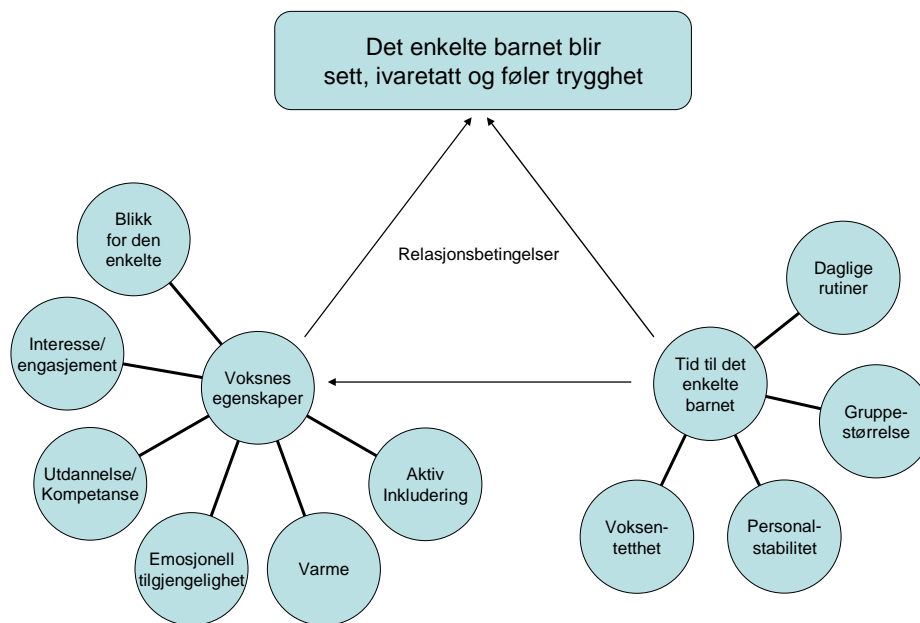 Det enkelte barnet blir
sett, ivaretatt og føler trygghet
Relasjonsbetingelser
Blikk
for den
enkelte
Interesse/
engasjement
Voksnes
egenskaper
Utdannelse/
Kompetanse
Emosjonell
tilgjengelighet
Varme
Aktiv
Inkludering
Daglige
rutiner
Tid til det
enkelte
barnet
Gruppe-
størrelse
Voksen-
tetthet
Personal-
stabilitet